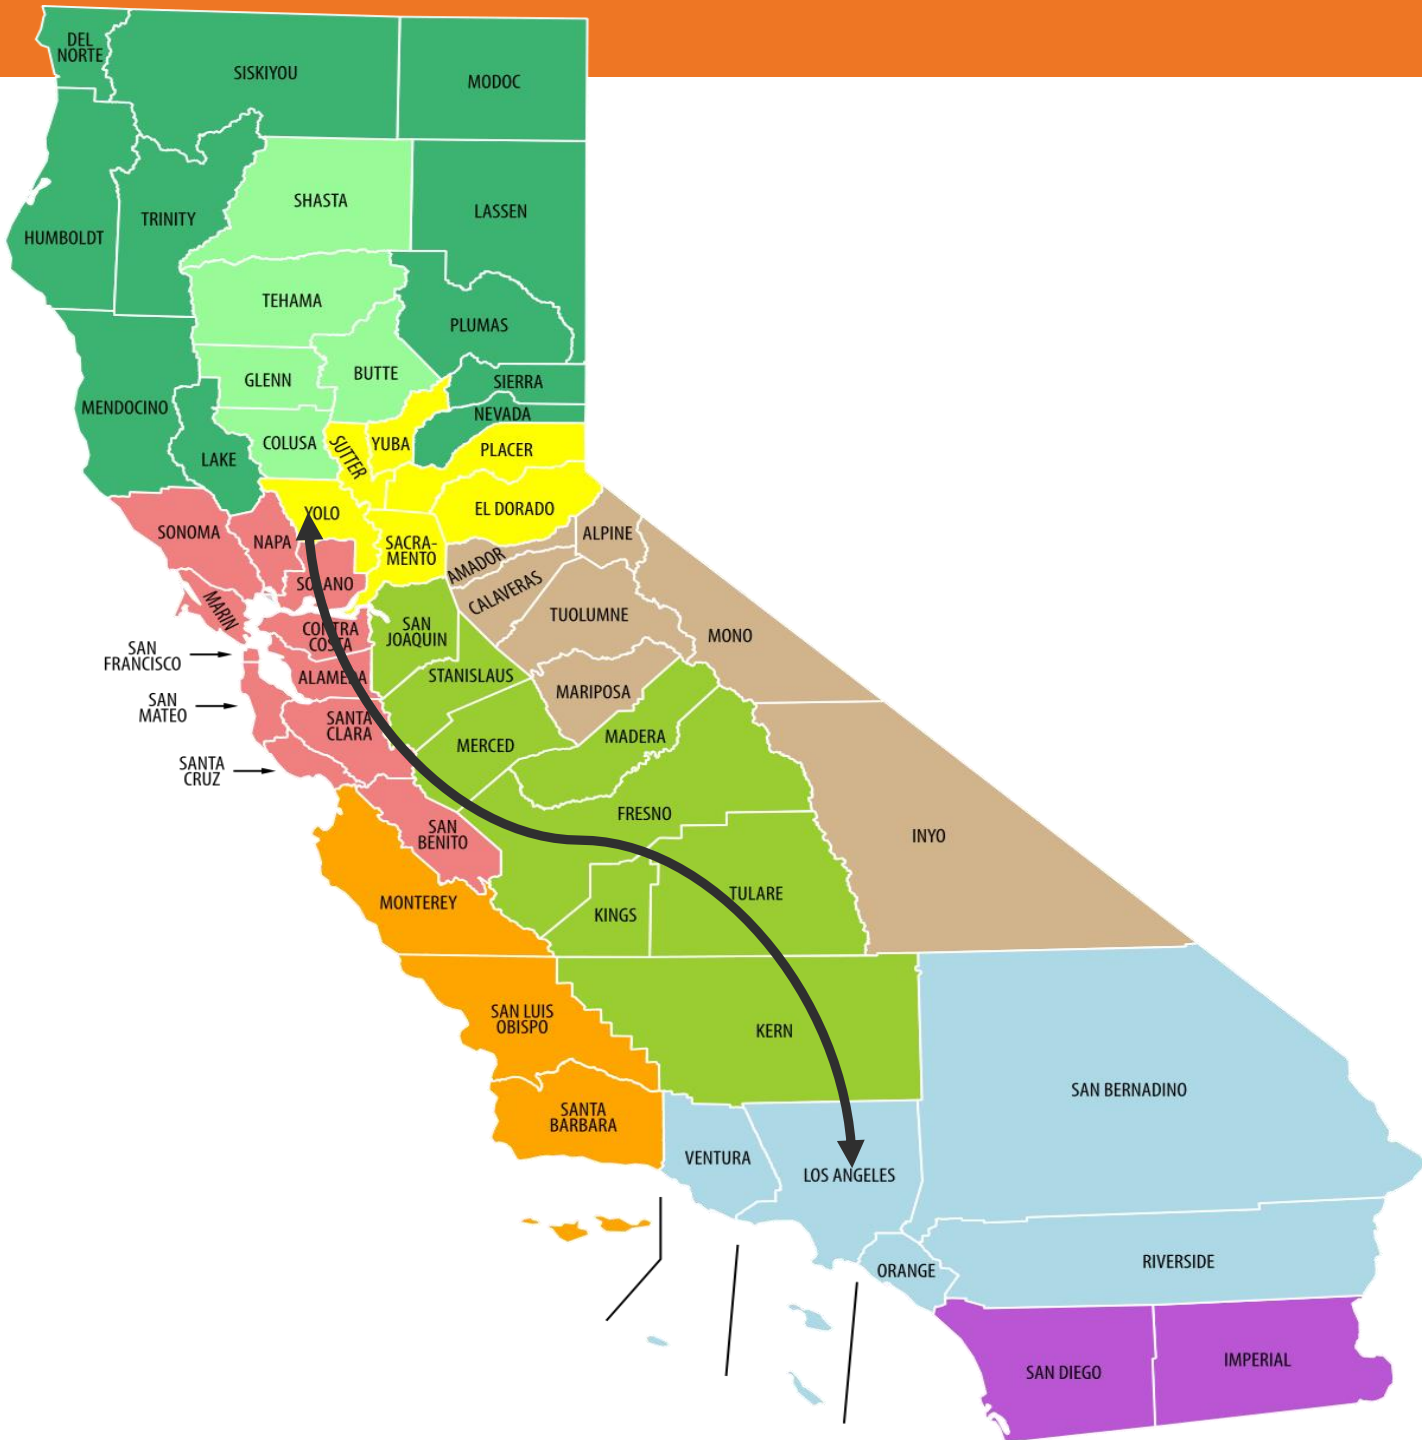 DEL
NORTE
SISKIYOU
MODOC
SHASTA
LASSEN
TRINITY
HUMBOLDT
TEHAMA
PLUMAS
GLENN
BUTTE
SIERRA
MENDOCINO
NEVADA
COLUSA
SUTTER
YUBA
PLACER
LAKE
EL DORADO
YOLO
SONOMA
NAPA
SACRA-
MENTO
ALPINE
AMADOR
SOLANO
CALAVERAS
MARIN
TUOLUMNE
CONTRA
COSTA
SAN
JOAQUIN
MONO
SAN
FRANCISCO
ALAMEDA
STANISLAUS
MARIPOSA
SAN
MATEO
SANTA
CLARA
MERCED
MADERA
SANTA
CRUZ
FRESNO
SAN
BENITO
INYO
TULARE
MONTEREY
KINGS
SAN LUIS
OBISPO
KERN
SAN BERNADINO
SANTA
BARBARA
VENTURA
LOS ANGELES
ORANGE
RIVERSIDE
SAN DIEGO
IMPERIAL